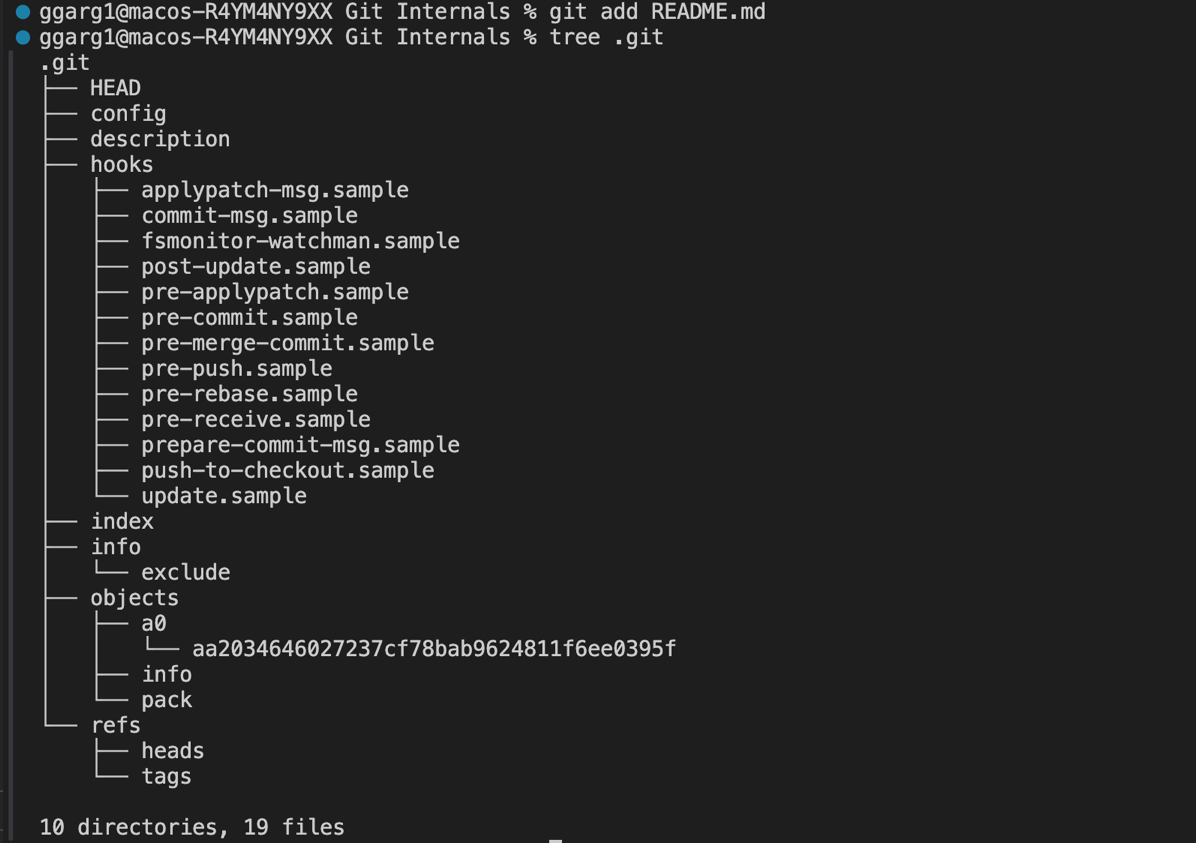 ggarg1@macos-R4YM4NY9XX Git Internals % git add README.md
ggarg1@macos-R4YM4NY9XX Git Internals % tree .git
.git
├── HEAD
├── config
├── description
├── hooks
│   ├── applypatch-msg.sample
│   ├── commit-msg.sample
│   ├── fsmonitor-watchman.sample
│   ├── post-update.sample
│   ├── pre-applypatch.sample
│   ├── pre-commit.sample
│   ├── pre-merge-commit.sample
│   ├── pre-push.sample
│   ├── pre-rebase.sample
│   ├── pre-receive.sample
│   ├── prepare-commit-msg.sample
│   ├── push-to-checkout.sample
│   └── update.sample
├── index
├── info
│   └── exclude
├── objects
│   ├── a0
│   │   └── aa2034646027237cf78bab9624811f6ee0395f
│   ├── info
│   └── pack
└── refs
    ├── heads
    └── tags
10 directories, 19 files